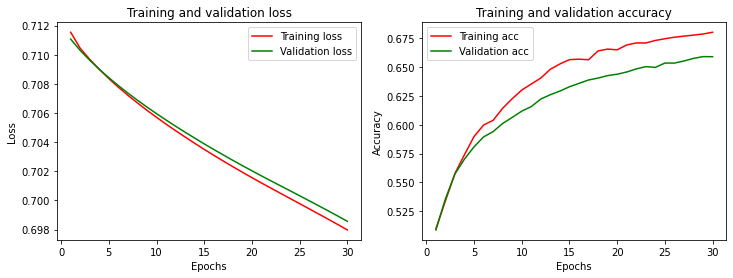 Training and validation loss
0.712
0.710
0.708
0.706
0.704
0.702
0.700
0.698
Loss
Training loss
Validation loss
0 5 10 15 20 25 30
Epochs
Training and validation accuracy
0.675
0.650
0.625
0.600
0.575
0.550
0.525
Accuracy
Training acc
Validation acc
0 5 10 15 20 25 30
Epochs